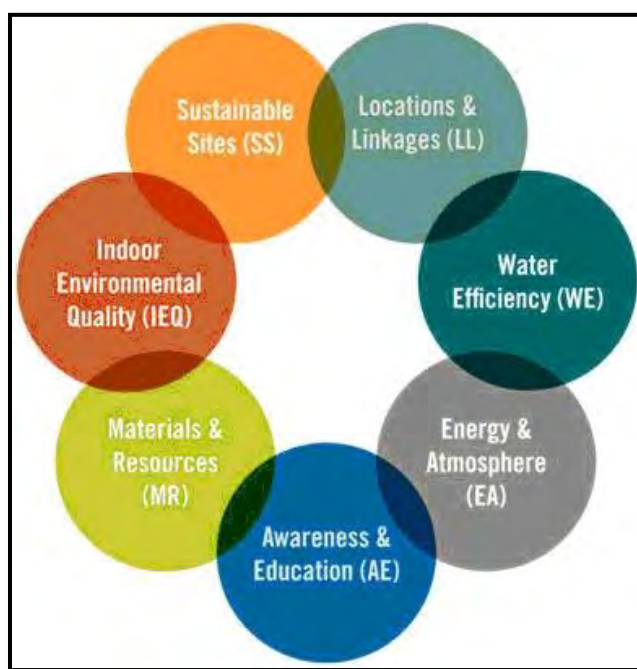 Sustainable
Sites (SS)
Locations &
Linkages (LL)
Indoor
Environmental
Quality (IEQ)
Water
Efficiency (WE)
Materials &
Resources
(MR)
Energy &
Atmosphere
(EA)
Awareness &
Education (AE)